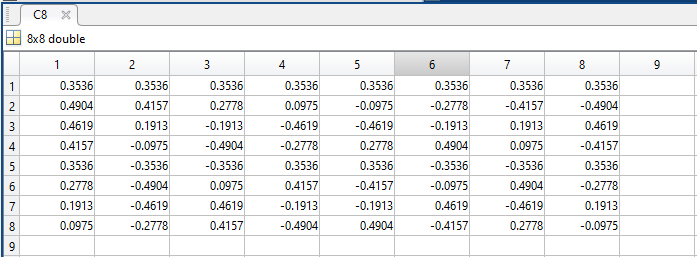 C8
8x8 double
1 2 3 4 5 6 7 8 9
1 0.3536 0.3536 0.3536 0.3536 0.3536 0.3536 0.3536 0.3536
2 0.4904 0.4157 0.2778 0.0975 -0.0975 -0.2778 -0.4157 -0.4904
3 0.4619 0.1913 -0.1913 -0.4619 -0.4619 -0.1913 0.1913 0.4619
4 0.4157 -0.0975 -0.4904 -0.2778 0.2778 0.4904 0.0975 -0.4157
5 0.3536 -0.3536 -0.3536 0.3536 0.3536 -0.3536 -0.3536 0.3536
6 0.2778 -0.4904 0.0975 0.4157 -0.4157 -0.0975 0.4904 -0.2778
7 0.1913 -0.4619 0.4619 -0.1913 -0.1913 0.4619 -0.4619 0.1913
8 0.0975 -0.2778 0.4157 -0.4904 0.4904 -0.4157 0.2778 -0.0975
9